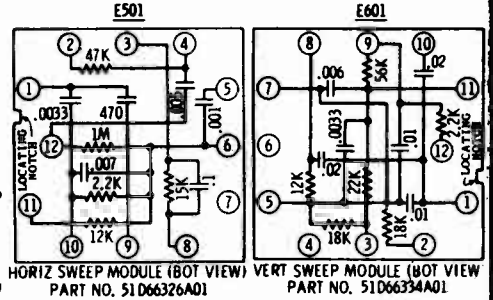 E501 E601
2 3 4 8 9 10
47K 56K .02
1 5 7 .006 11
.0033 470 .001 .0033 .01 2.2K
LOCATING NOTCH 12 1M 6 6 12 LOCATING NOTCH
.007 .02
2.2K 15K .1 12K 22K
11 7 5 .01 1
12K 18K 18K
10 9 8 4 3 2
HORIZ SWEEP MODULE (BOT VIEW) VERT SWEEP MODULE (BOT VIEW
PART NO. 51D66326A01 PART NO. 51D66334A01